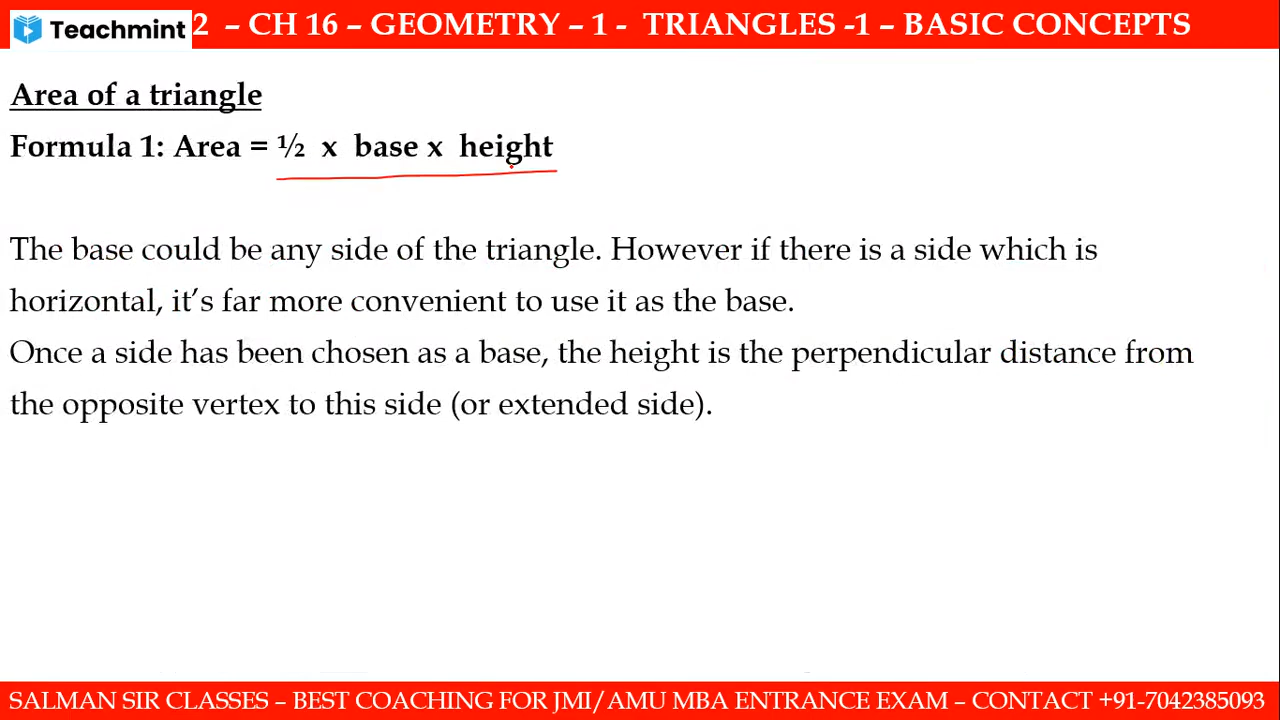 Teachmint
2 – CH 16 – GEOMETRY – 1 - TRIANGLES -1 – BASIC CONCEPTS
Area of a triangle
Formula 1: Area = ½ x base x height
The base could be any side of the triangle. However if there is a side which is
horizontal, it’s far more convenient to use it as the base.
Once a side has been chosen as a base, the height is the perpendicular distance from
the opposite vertex to this side (or extended side).
SALMAN SIR CLASSES – BEST COACHING FOR JMI/AMU MBA ENTRANCE EXAM – CONTACT +91-7042385093